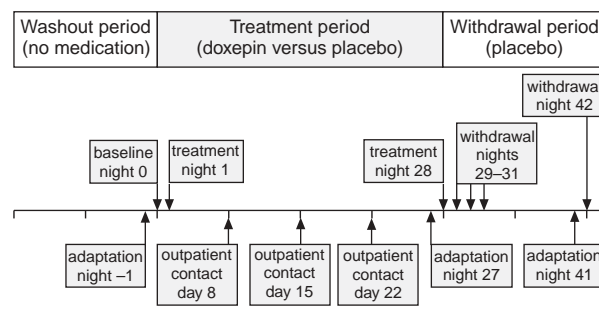 Washout period
(no medication)
Treatment period
(doxepin versus placebo)
Withdrawal period
(placebo)
withdrawal
night 42
baseline
night 0
treatment
night 1
treatment
night 28
withdrawal
nights
29–31
adaptation
night –1
outpatient
contact
day 8
outpatient
contact
day 15
outpatient
contact
day 22
adaptation
night 27
adaptation
night 41